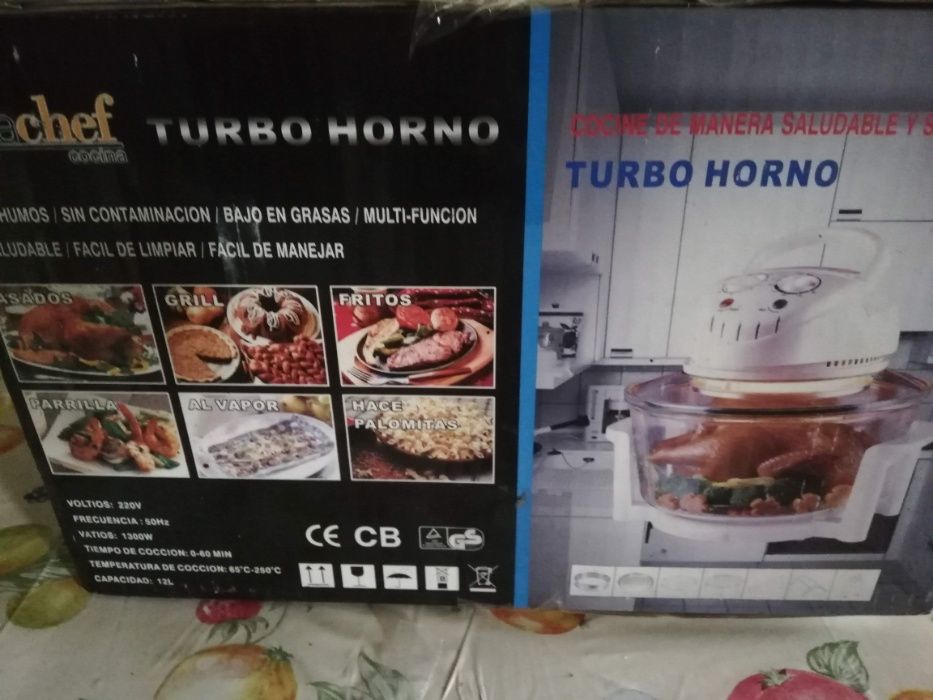 chef
cocina
TURBO HORNO
HUMOS / SIN CONTAMINACION / BAJO EN GRASAS / MULTI-FUNCION
LUDABLE / FACIL DE LIMPIAR / FACIL DE MANEJAR
ASADOS
GRILL
FRITOS
PARRILLA
AL VAPOR
HACE
PALOMITAS
VOLTIOS: 220V
FRECUENCIA : 50Hz
VATIOS: 1300W
TIEMPO DE COCCION: 0-60 MIN
TEMPERATURA DE COCCION: 65°C-250°C
CAPACIDAD: 12L
CE CB
GS
COCINE DE MANERA SALUDABLE Y S
TURBO HORNO